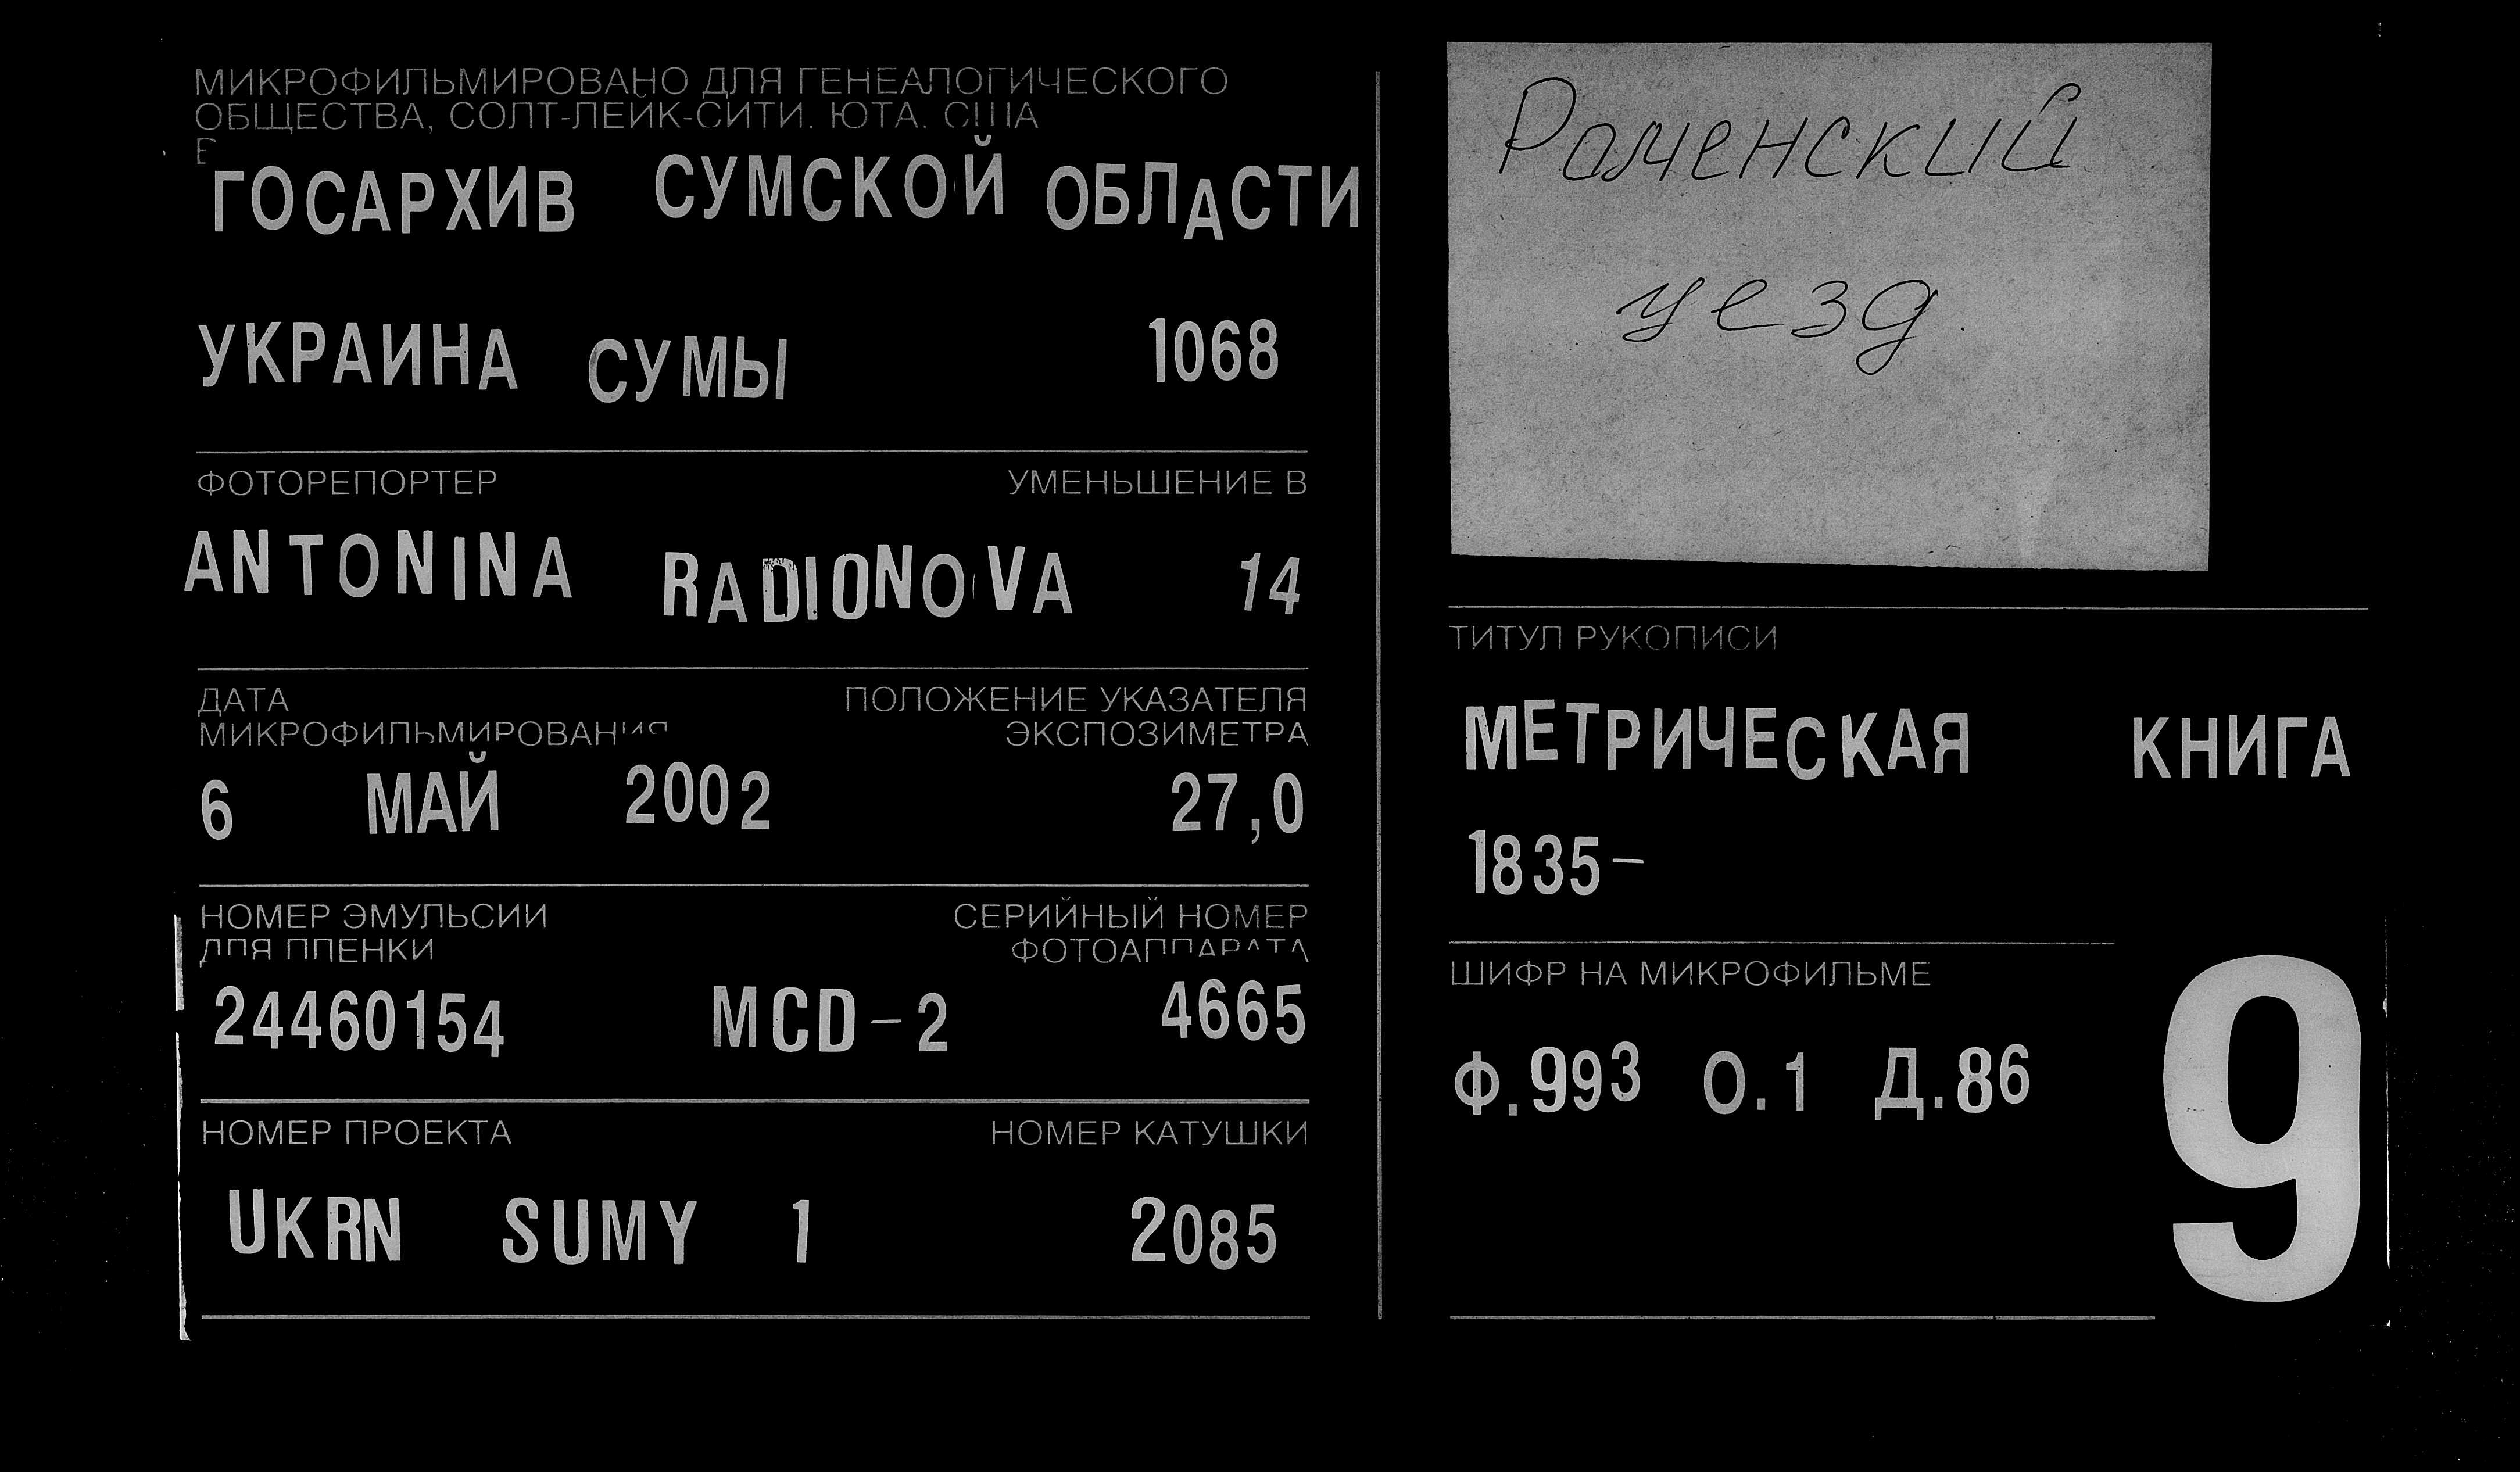 МИКРОФИЛЬМИРОВАНО ДЛЯ ГЕНЕАЛОГИЧЕСКОГО
ОБЩЕСТВА, СОЛТ-ЛЕЙК-СИТИ, ЮТА, США
В
ГОСАРХИВ СУМСКОЙ ОБЛАСТИ
УКРАИНА СУМЫ 1068
ФОТОРЕПОРТЕР УМЕНЬШЕНИЕ В
ANTONINA RADIONOVA 14
ДАТА ПОЛОЖЕНИЕ УКАЗАТЕЛЯ
МИКРОФИЛЬМИРОВАНИЯ ЭКСПОЗИМЕТРА
6 МАЙ 2002 27,0
НОМЕР ЭМУЛЬСИИ СЕРИЙНЫЙ НОМЕР
ДЛЯ ПЛЕНКИ ФОТОАППАРАТА
24460154 MCD-2 4665
НОМЕР ПРОЕКТА НОМЕР КАТУШКИ
UKRN SUMY 1 2085
Роменский
уезд
ТИТУЛ РУКОПИСИ
МЕТРИЧЕСКАЯ КНИГА
1835-
ШИФР НА МИКРОФИЛЬМЕ
Ф.993 О.1 Д.86
9